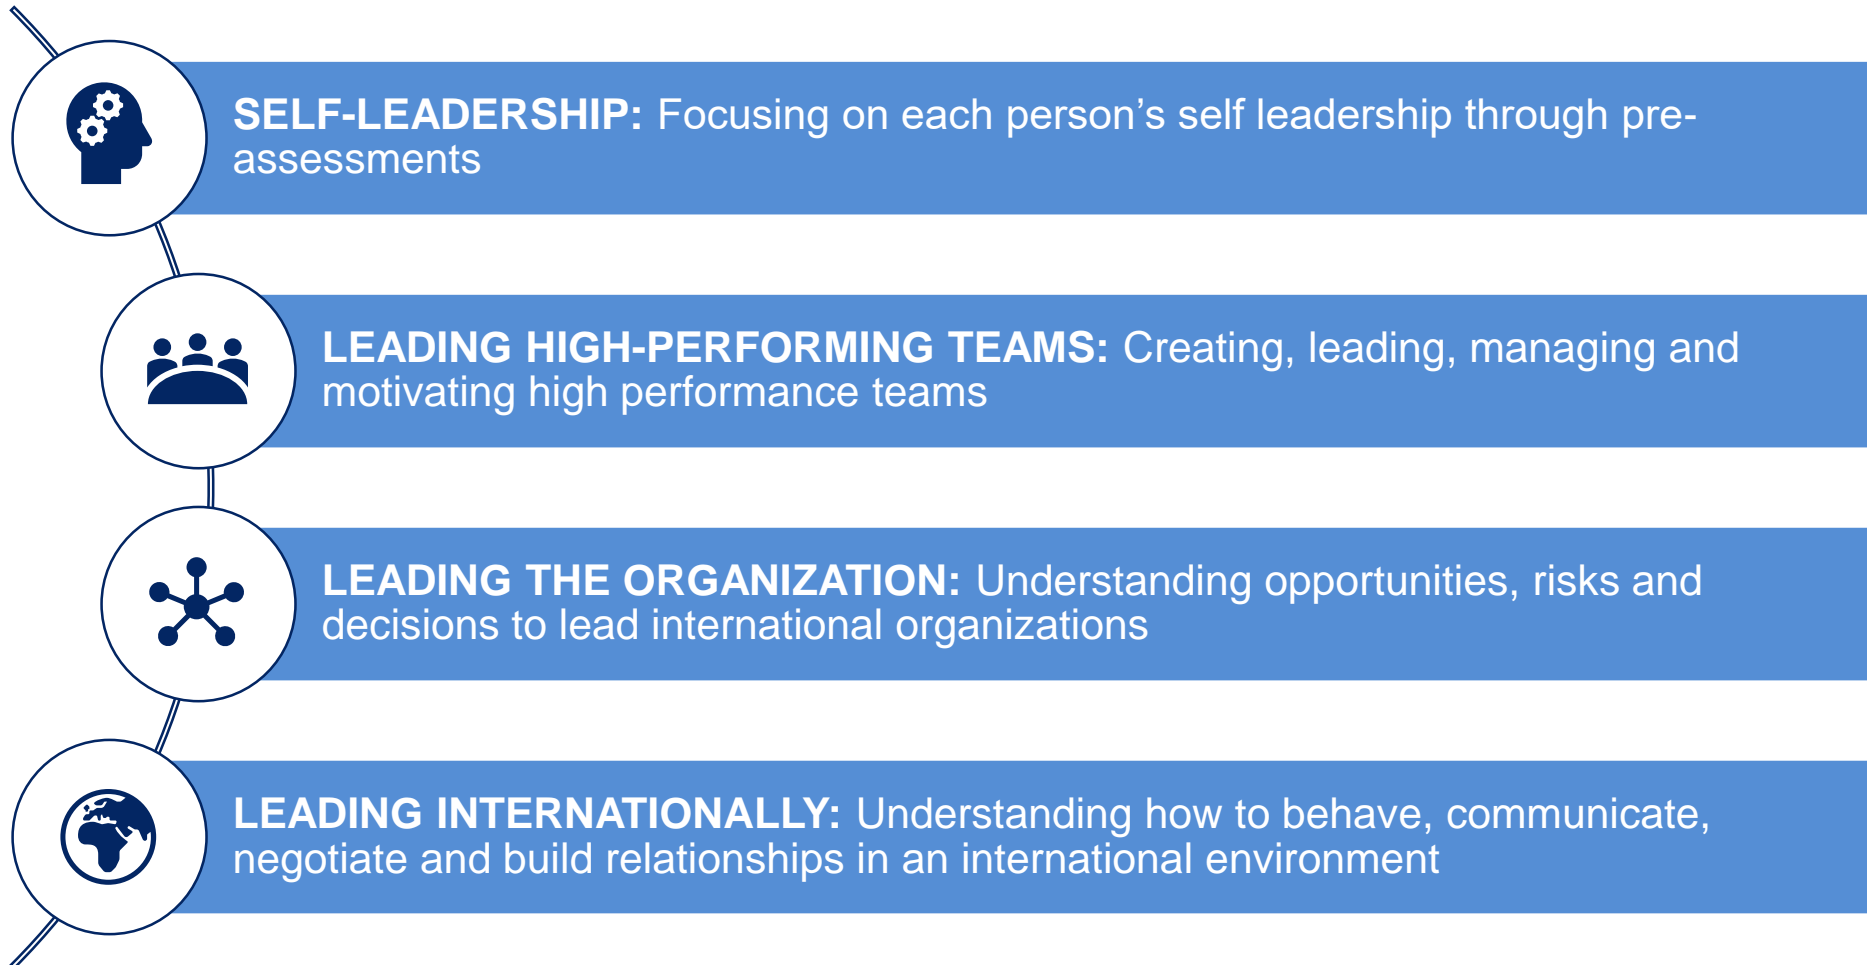 SELF-LEADERSHIP: Focusing on each person’s self leadership through pre-
assessments
LEADING HIGH-PERFORMING TEAMS: Creating, leading, managing and
motivating high performance teams
LEADING THE ORGANIZATION: Understanding opportunities, risks and
decisions to lead international organizations
LEADING INTERNATIONALLY: Understanding how to behave, communicate,
negotiate and build relationships in an international environment